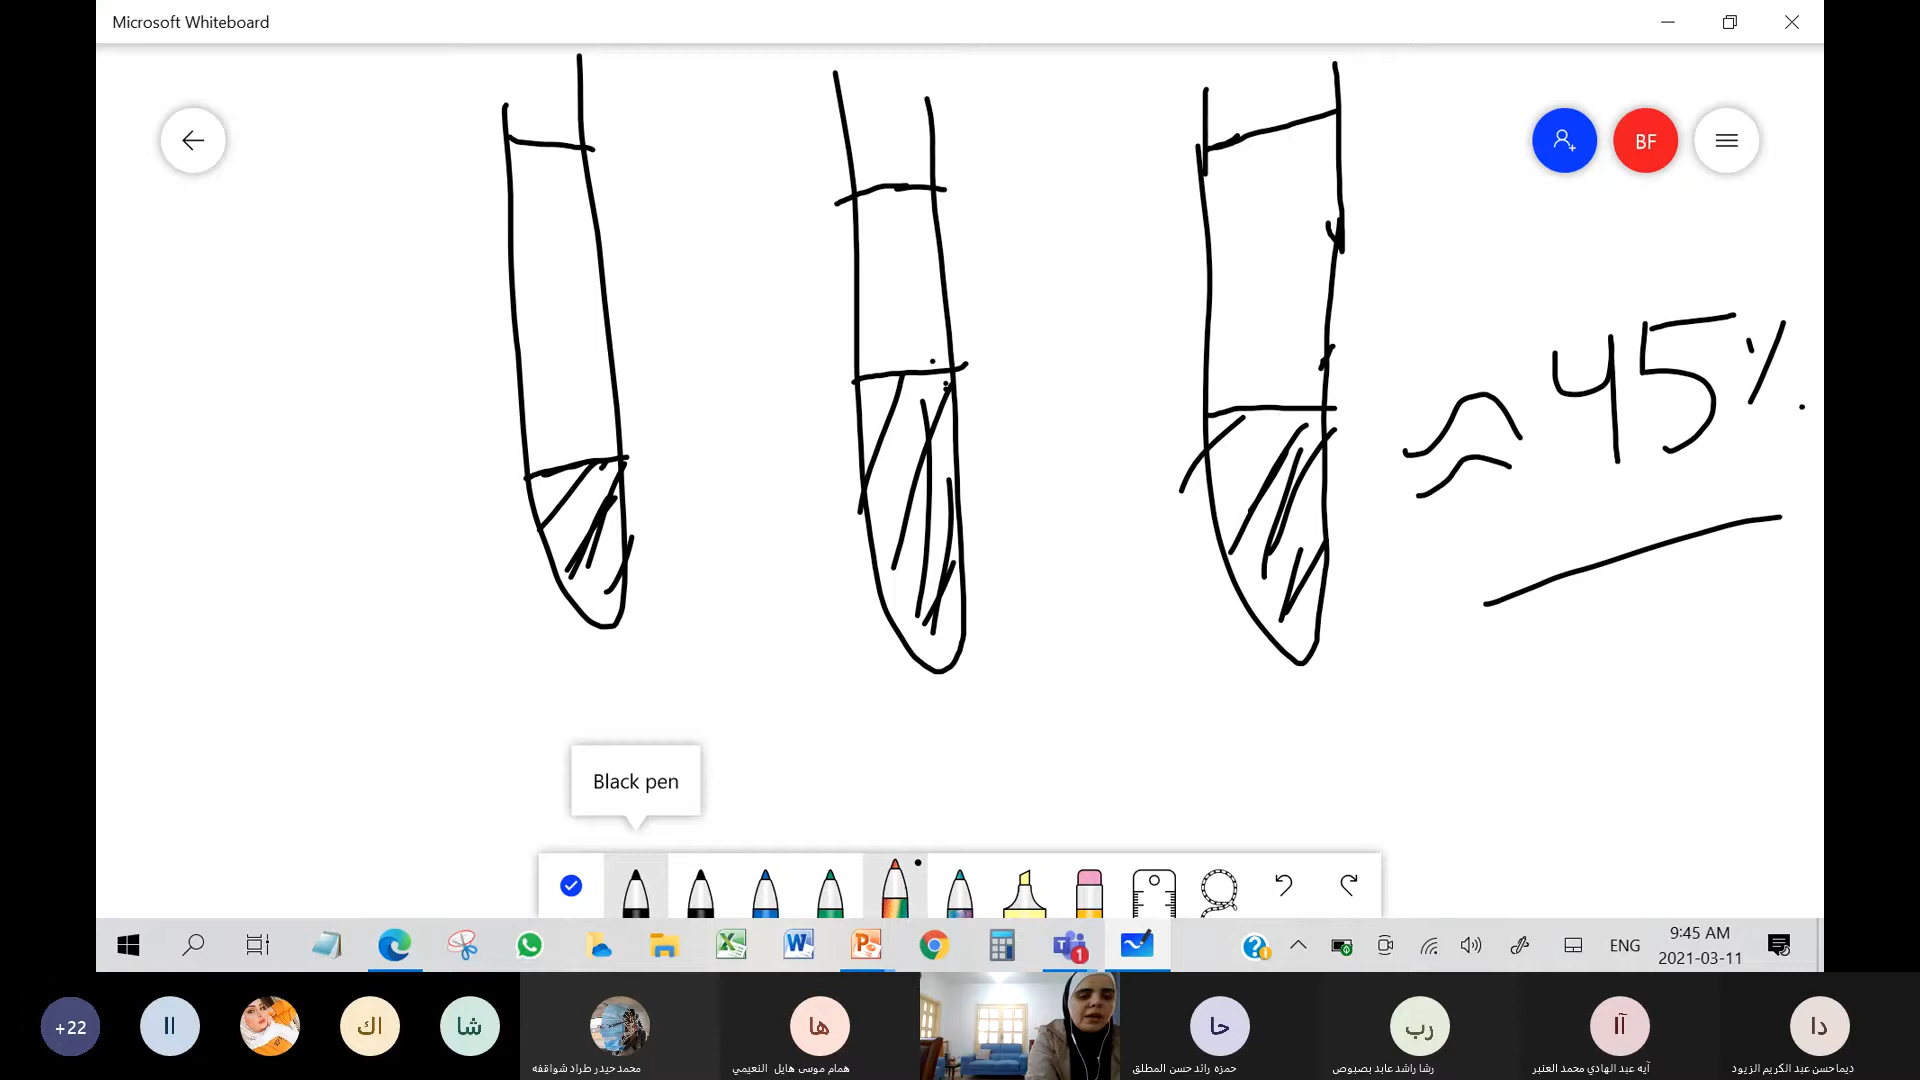 Microsoft Whiteboard
BF
≈ 45%
Black pen
ENG
9:45 AM
2021-03-11
1
+22
اا
اك
شا
ها
حا
رب
آا
دا
محمد حيدر طراد شواقفه
همام موسى هايل النعيمي
حمزه رائد حسن المطلق
رشا راشد عايد بصبوص
آيه عبد الهادي محمد العنبر
ديما حسن عبد الكريم الزيود